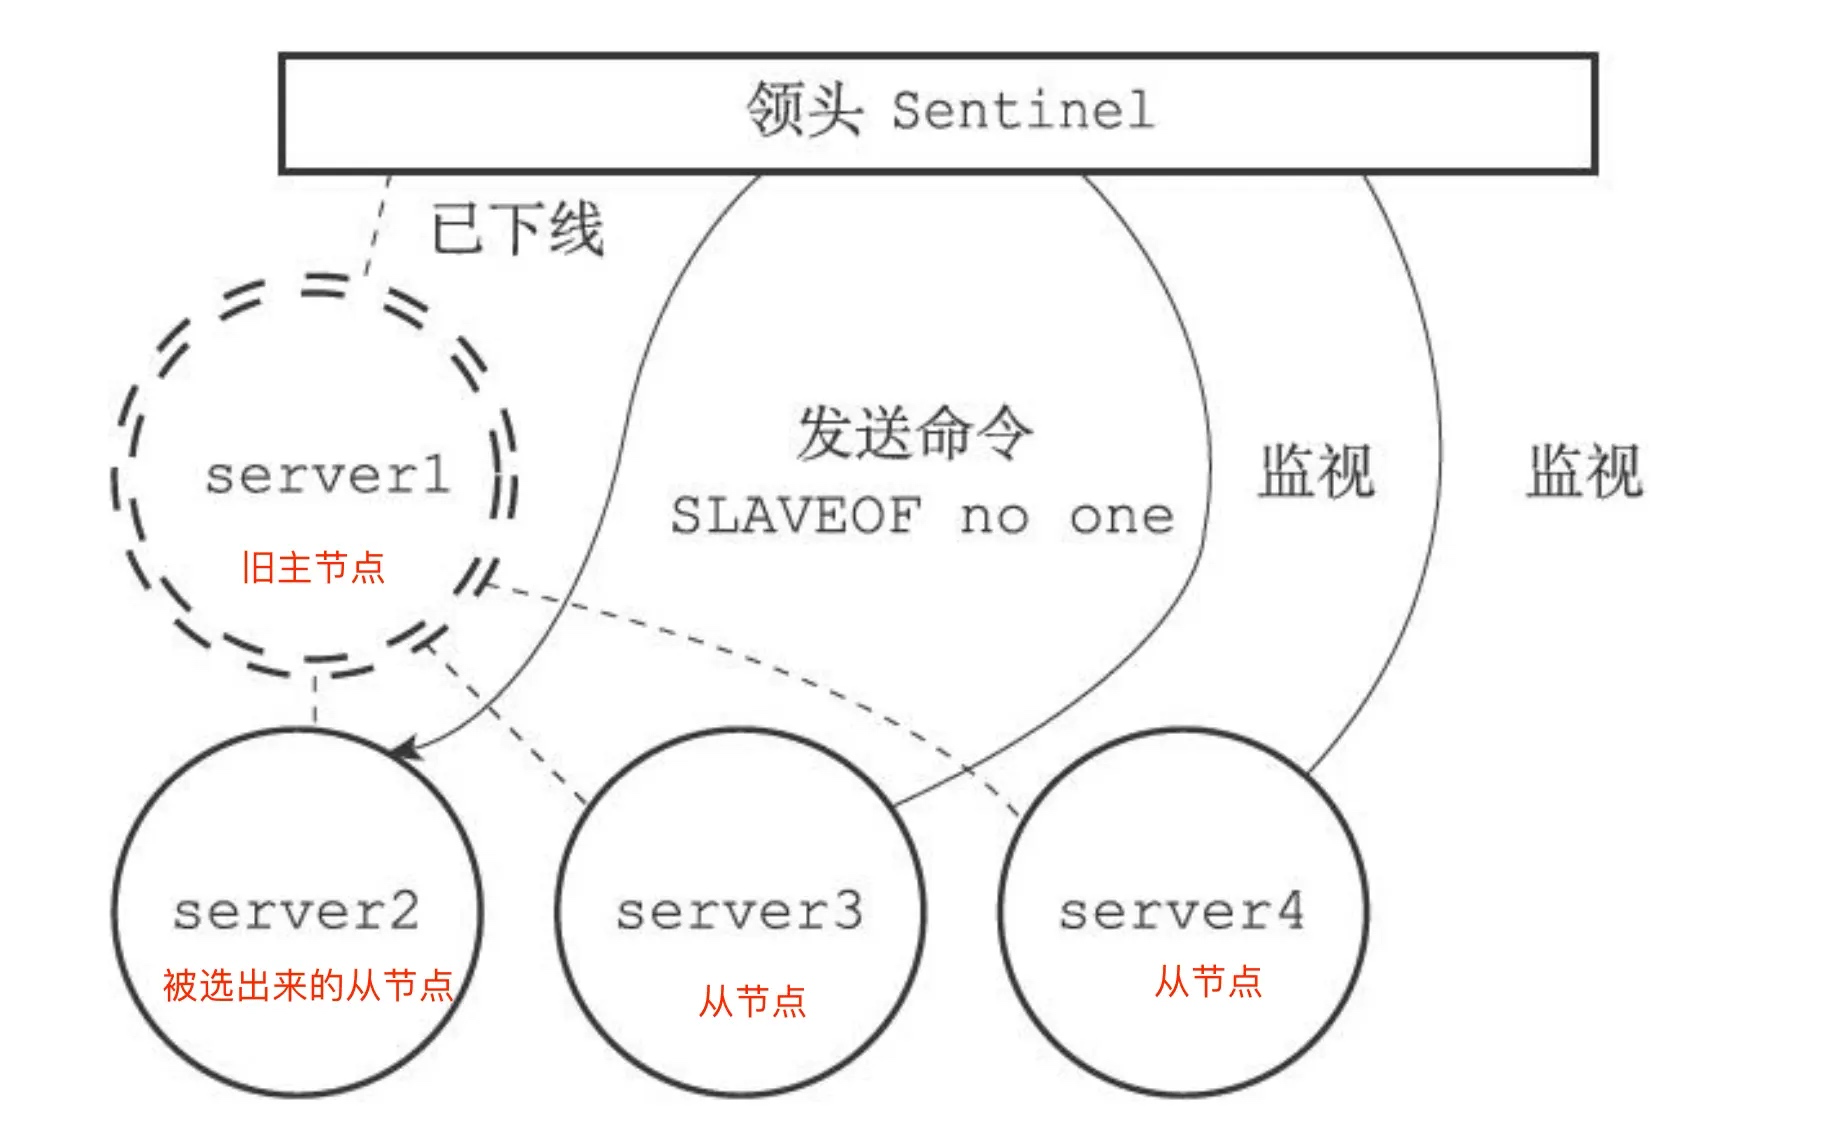 领头 Sentinel
已下线
发送命令
SLAVEOF no one
监视
监视
server1
旧主节点
server2
被选出来的从节点
server3
从节点
server4
从节点